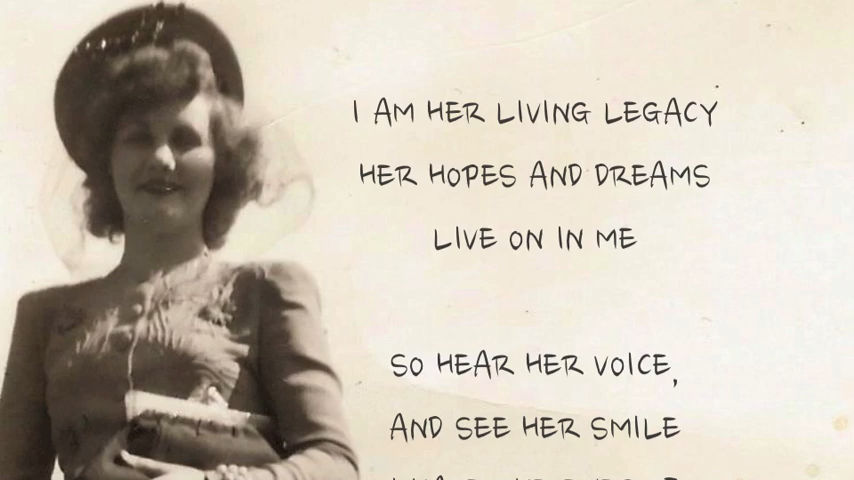 I AM HER LIVING LEGACY
HER HOPES AND DREAMS
LIVE ON IN ME
SO HEAR HER VOICE,
AND SEE HER SMILE